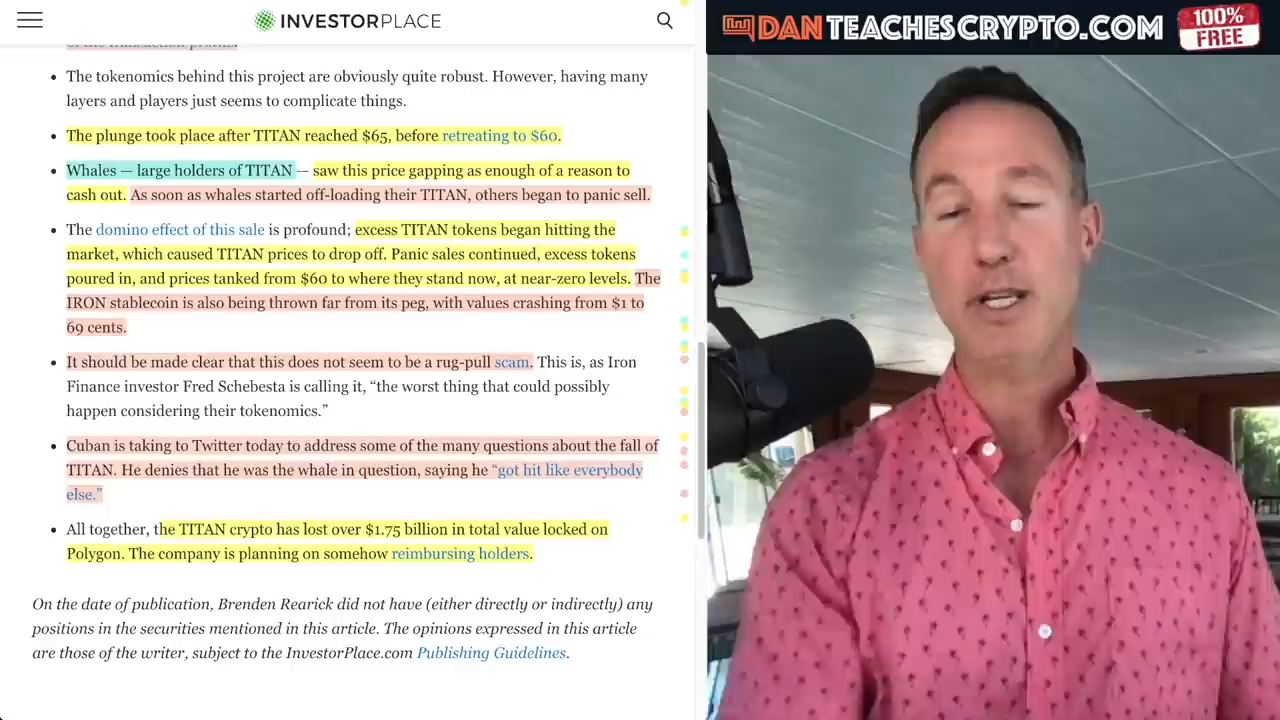 INVESTORPLACE
DANTEACHESCRYPTO.COM
100%
FREE
of the transaction profits.
The tokenomics behind this project are obviously quite robust. However, having many
layers and players just seems to complicate things.
The plunge took place after TITAN reached $65, before retreating to $60.
Whales — large holders of TITAN — saw this price gapping as enough of a reason to
cash out. As soon as whales started off-loading their TITAN, others began to panic sell.
The domino effect of this sale is profound; excess TITAN tokens began hitting the
market, which caused TITAN prices to drop off. Panic sales continued, excess tokens
poured in, and prices tanked from $60 to where they stand now, at near-zero levels. The
IRON stablecoin is also being thrown far from its peg, with values crashing from $1 to
69 cents.
It should be made clear that this does not seem to be a rug-pull scam. This is, as Iron
Finance investor Fred Schebesta is calling it, “the worst thing that could possibly
happen considering their tokenomics.”
Cuban is taking to Twitter today to address some of the many questions about the fall of
TITAN. He denies that he was the whale in question, saying he “got hit like everybody
else.”
All together, the TITAN crypto has lost over $1.75 billion in total value locked on
Polygon. The company is planning on somehow reimbursing holders.
On the date of publication, Brenden Rearick did not have (either directly or indirectly) any
positions in the securities mentioned in this article. The opinions expressed in this article
are those of the writer, subject to the InvestorPlace.com Publishing Guidelines.